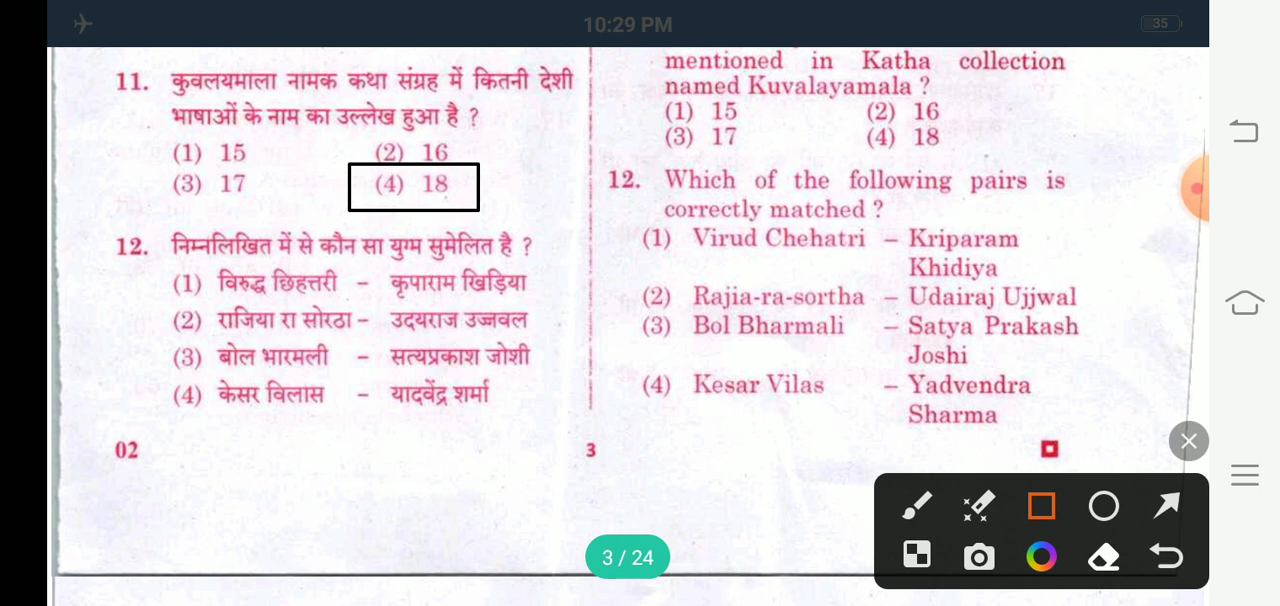 10:29 PM
35
11. कुवलयमाला नामक कथा संग्रह में कितनी देशी
भाषाओं के नाम का उल्लेख हुआ है ?
(1) 15 (2) 16
(3) 17 (4) 18
12. निम्नलिखित में से कौन सा युग्म सुमेलित है ?
(1) विरुद्ध छिहत्तरी – कृपाराम खिड़िया
(2) राजिया रा सोरठा – उदयराज उज्जवल
(3) बोल भारमली – सत्यप्रकाश जोशी
(4) केसर विलास – यादवेंद्र शर्मा
02
3
mentioned in Katha collection
named Kuvalayamala ?
(1) 15 (2) 16
(3) 17 (4) 18
12. Which of the following pairs is
correctly matched ?
(1) Virud Chehatri – Kriparam
Khidiya
(2) Rajia-ra-sortha – Udairaj Ujjwal
(3) Bol Bharmali – Satya Prakash
Joshi
(4) Kesar Vilas – Yadvendra
Sharma
3 / 24